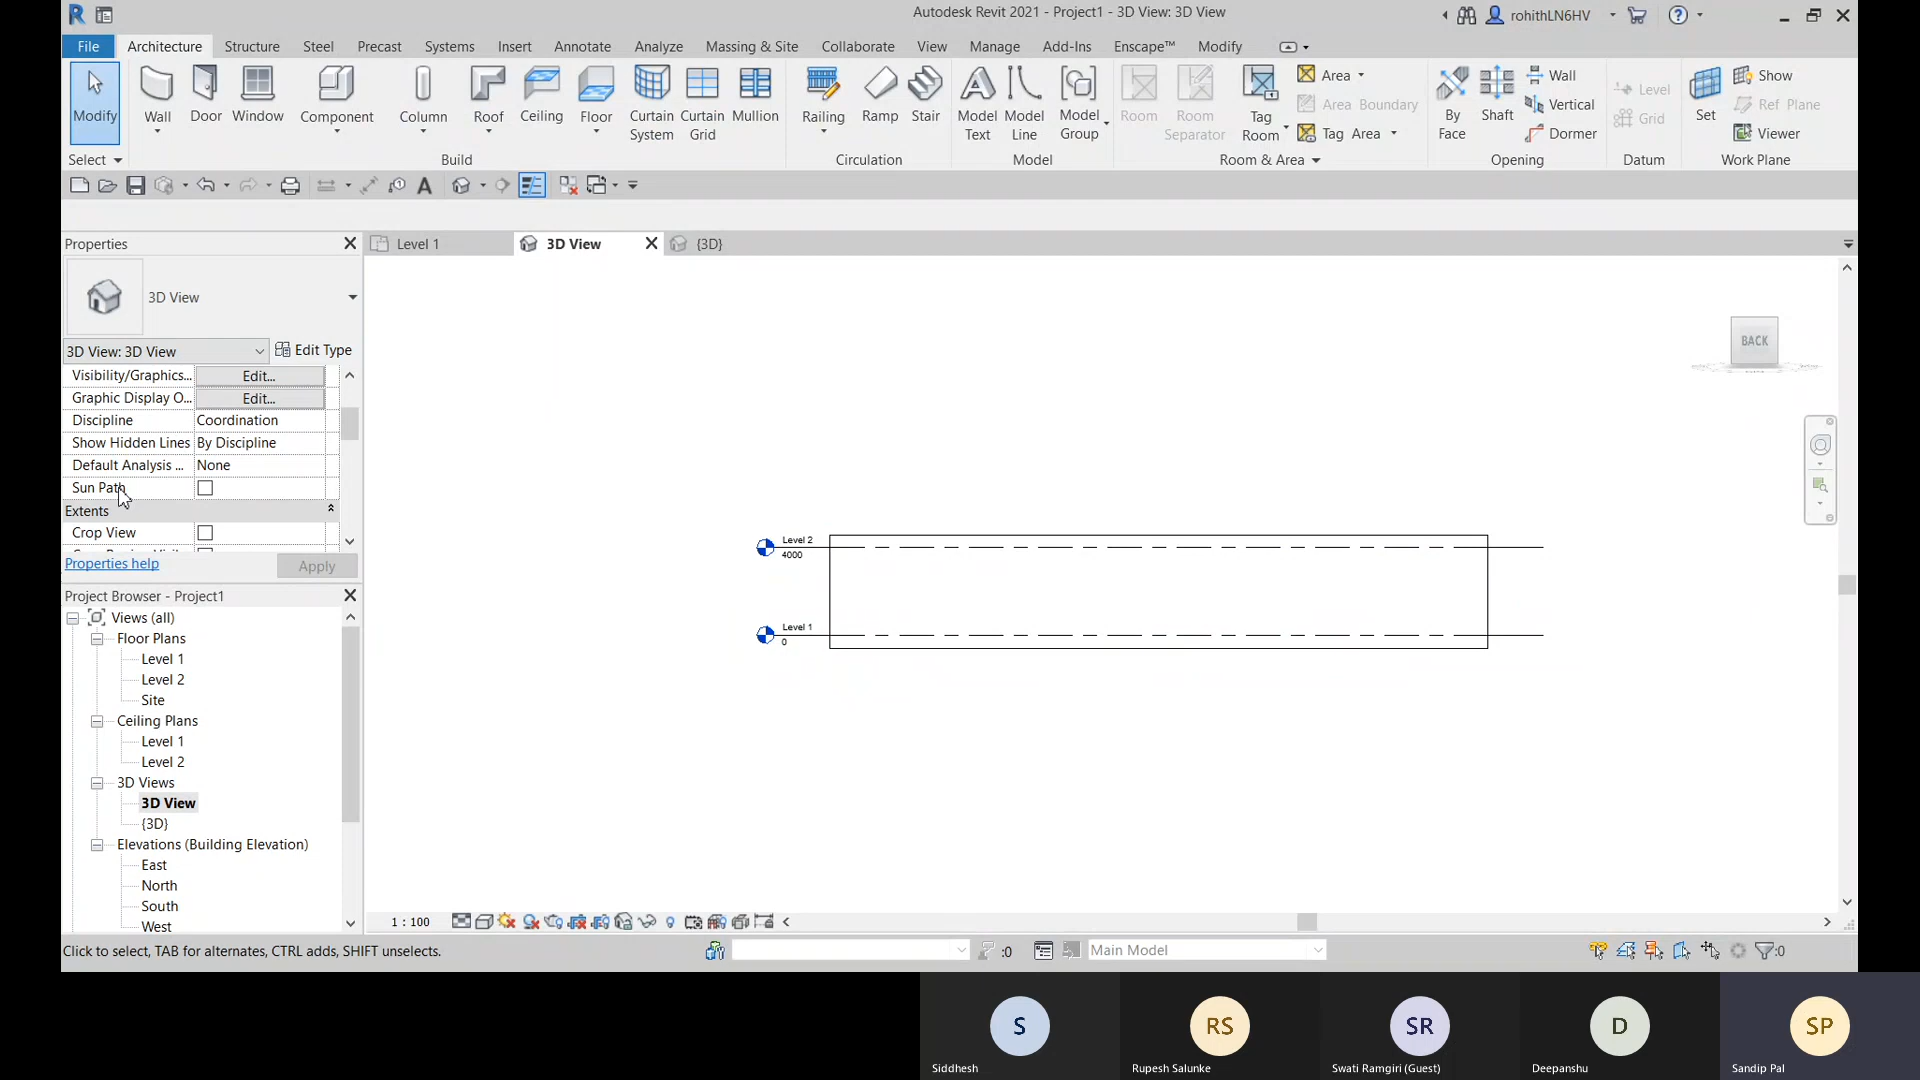 Autodesk Revit 2021 - Project1 - 3D View: 3D View
rohithLN6HV
File Architecture Structure Steel Precast Systems Insert Annotate Analyze Massing & Site Collaborate View Manage Add-Ins Enscape™ Modify
Modify Wall Door Window Component Column Roof Ceiling Floor Curtain System Curtain Grid Mullion Railing Ramp Stair Model Text Model Line Model Group Room Room Separator Tag Room Area Area Boundary Tag Area By Face Shaft Wall Vertical Dormer Level Grid Set Show Ref Plane Viewer
Select Build Circulation Model Room & Area Opening Datum Work Plane
Properties
Level 1
3D View
{3D}
3D View
3D View: 3D View
Edit Type
Visibility/Graphics... Edit...
Graphic Display O... Edit...
Discipline Coordination
Show Hidden Lines By Discipline
Default Analysis ... None
Sun Path
Extents
Crop View
Properties help
Apply
BACK
Level 2
4000
Level 1
0
Project Browser - Project1
Views (all)
Floor Plans
Level 1
Level 2
Site
Ceiling Plans
Level 1
Level 2
3D Views
3D View
{3D}
Elevations (Building Elevation)
East
North
South
West
1 : 100
Click to select, TAB for alternates, CTRL adds, SHIFT unselects.
:0
Main Model
:0
S RS SR D SP
Siddhesh Rupesh Salunke Swati Ramgiri (Guest) Deepanshu Sandip Pal